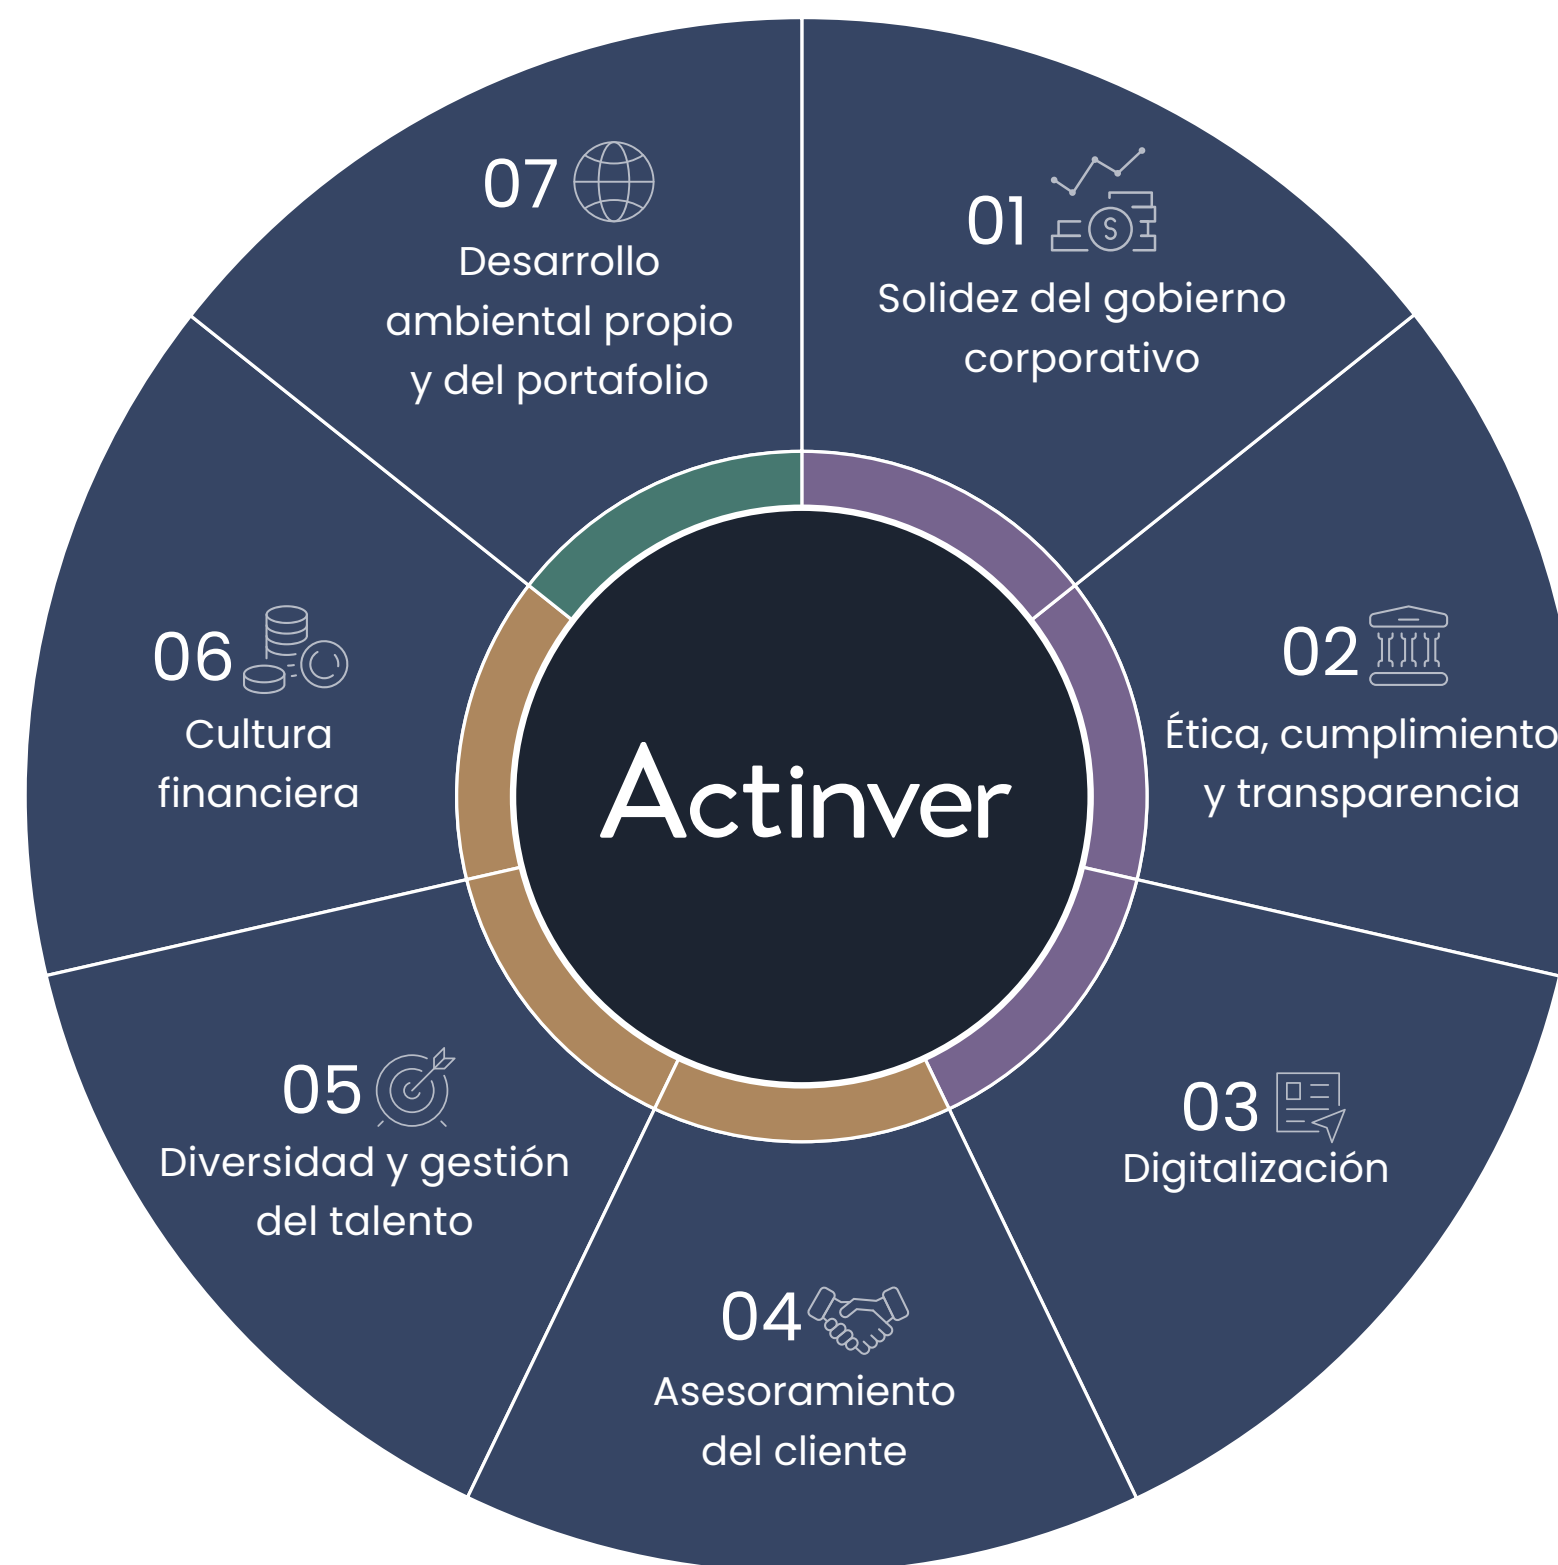 01
Solidez del gobierno
corporativo
02
Ética, cumplimiento
y transparencia
03
Digitalización
04
Asesoramiento
del cliente
05
Diversidad y gestión
del talento
06
Cultura
financiera
07
Desarrollo
ambiental propio
y del portafolio
Actinver
$